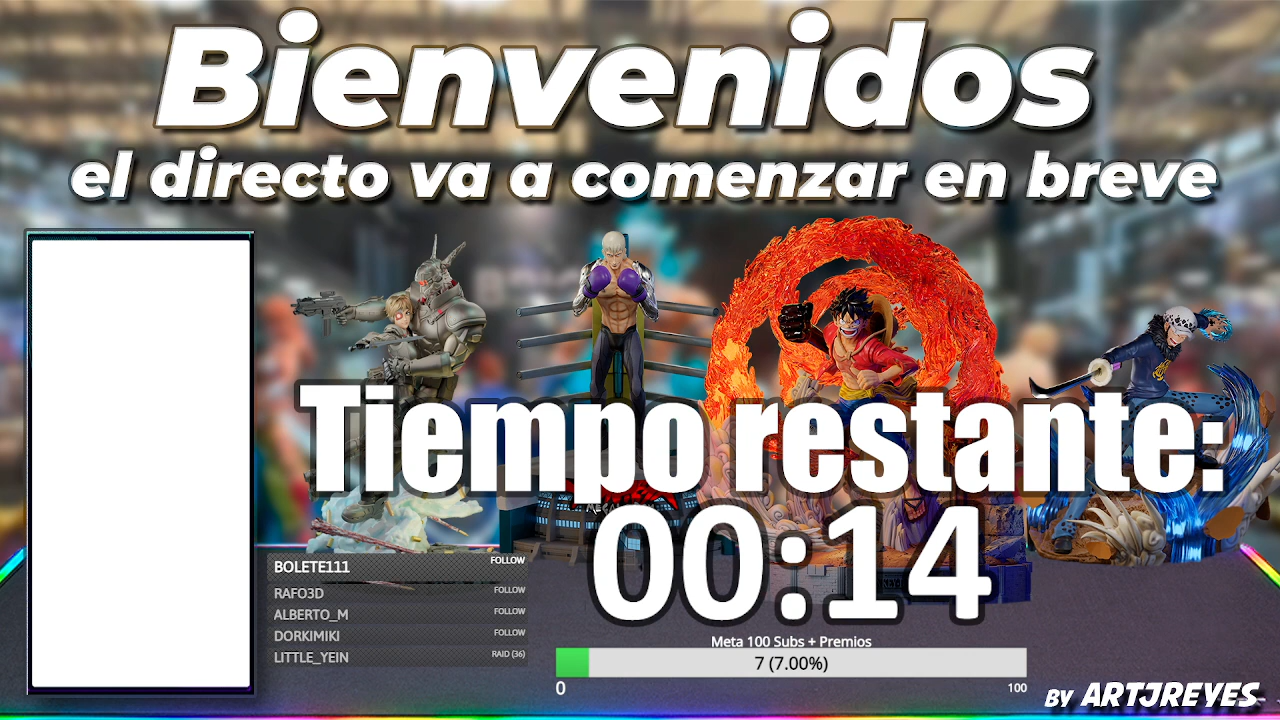 Bienvenidos
el directo va a comenzar en breve
Tiempo restante:
00:14
BOLETE111 FOLLOW
RAFO3D FOLLOW
ALBERTO_M FOLLOW
DORKIMIKI FOLLOW
LITTLE_YEIN RAID (36)
Meta 100 Subs + Premios
7 (7.00%)
0 100
BY ARTJREYES